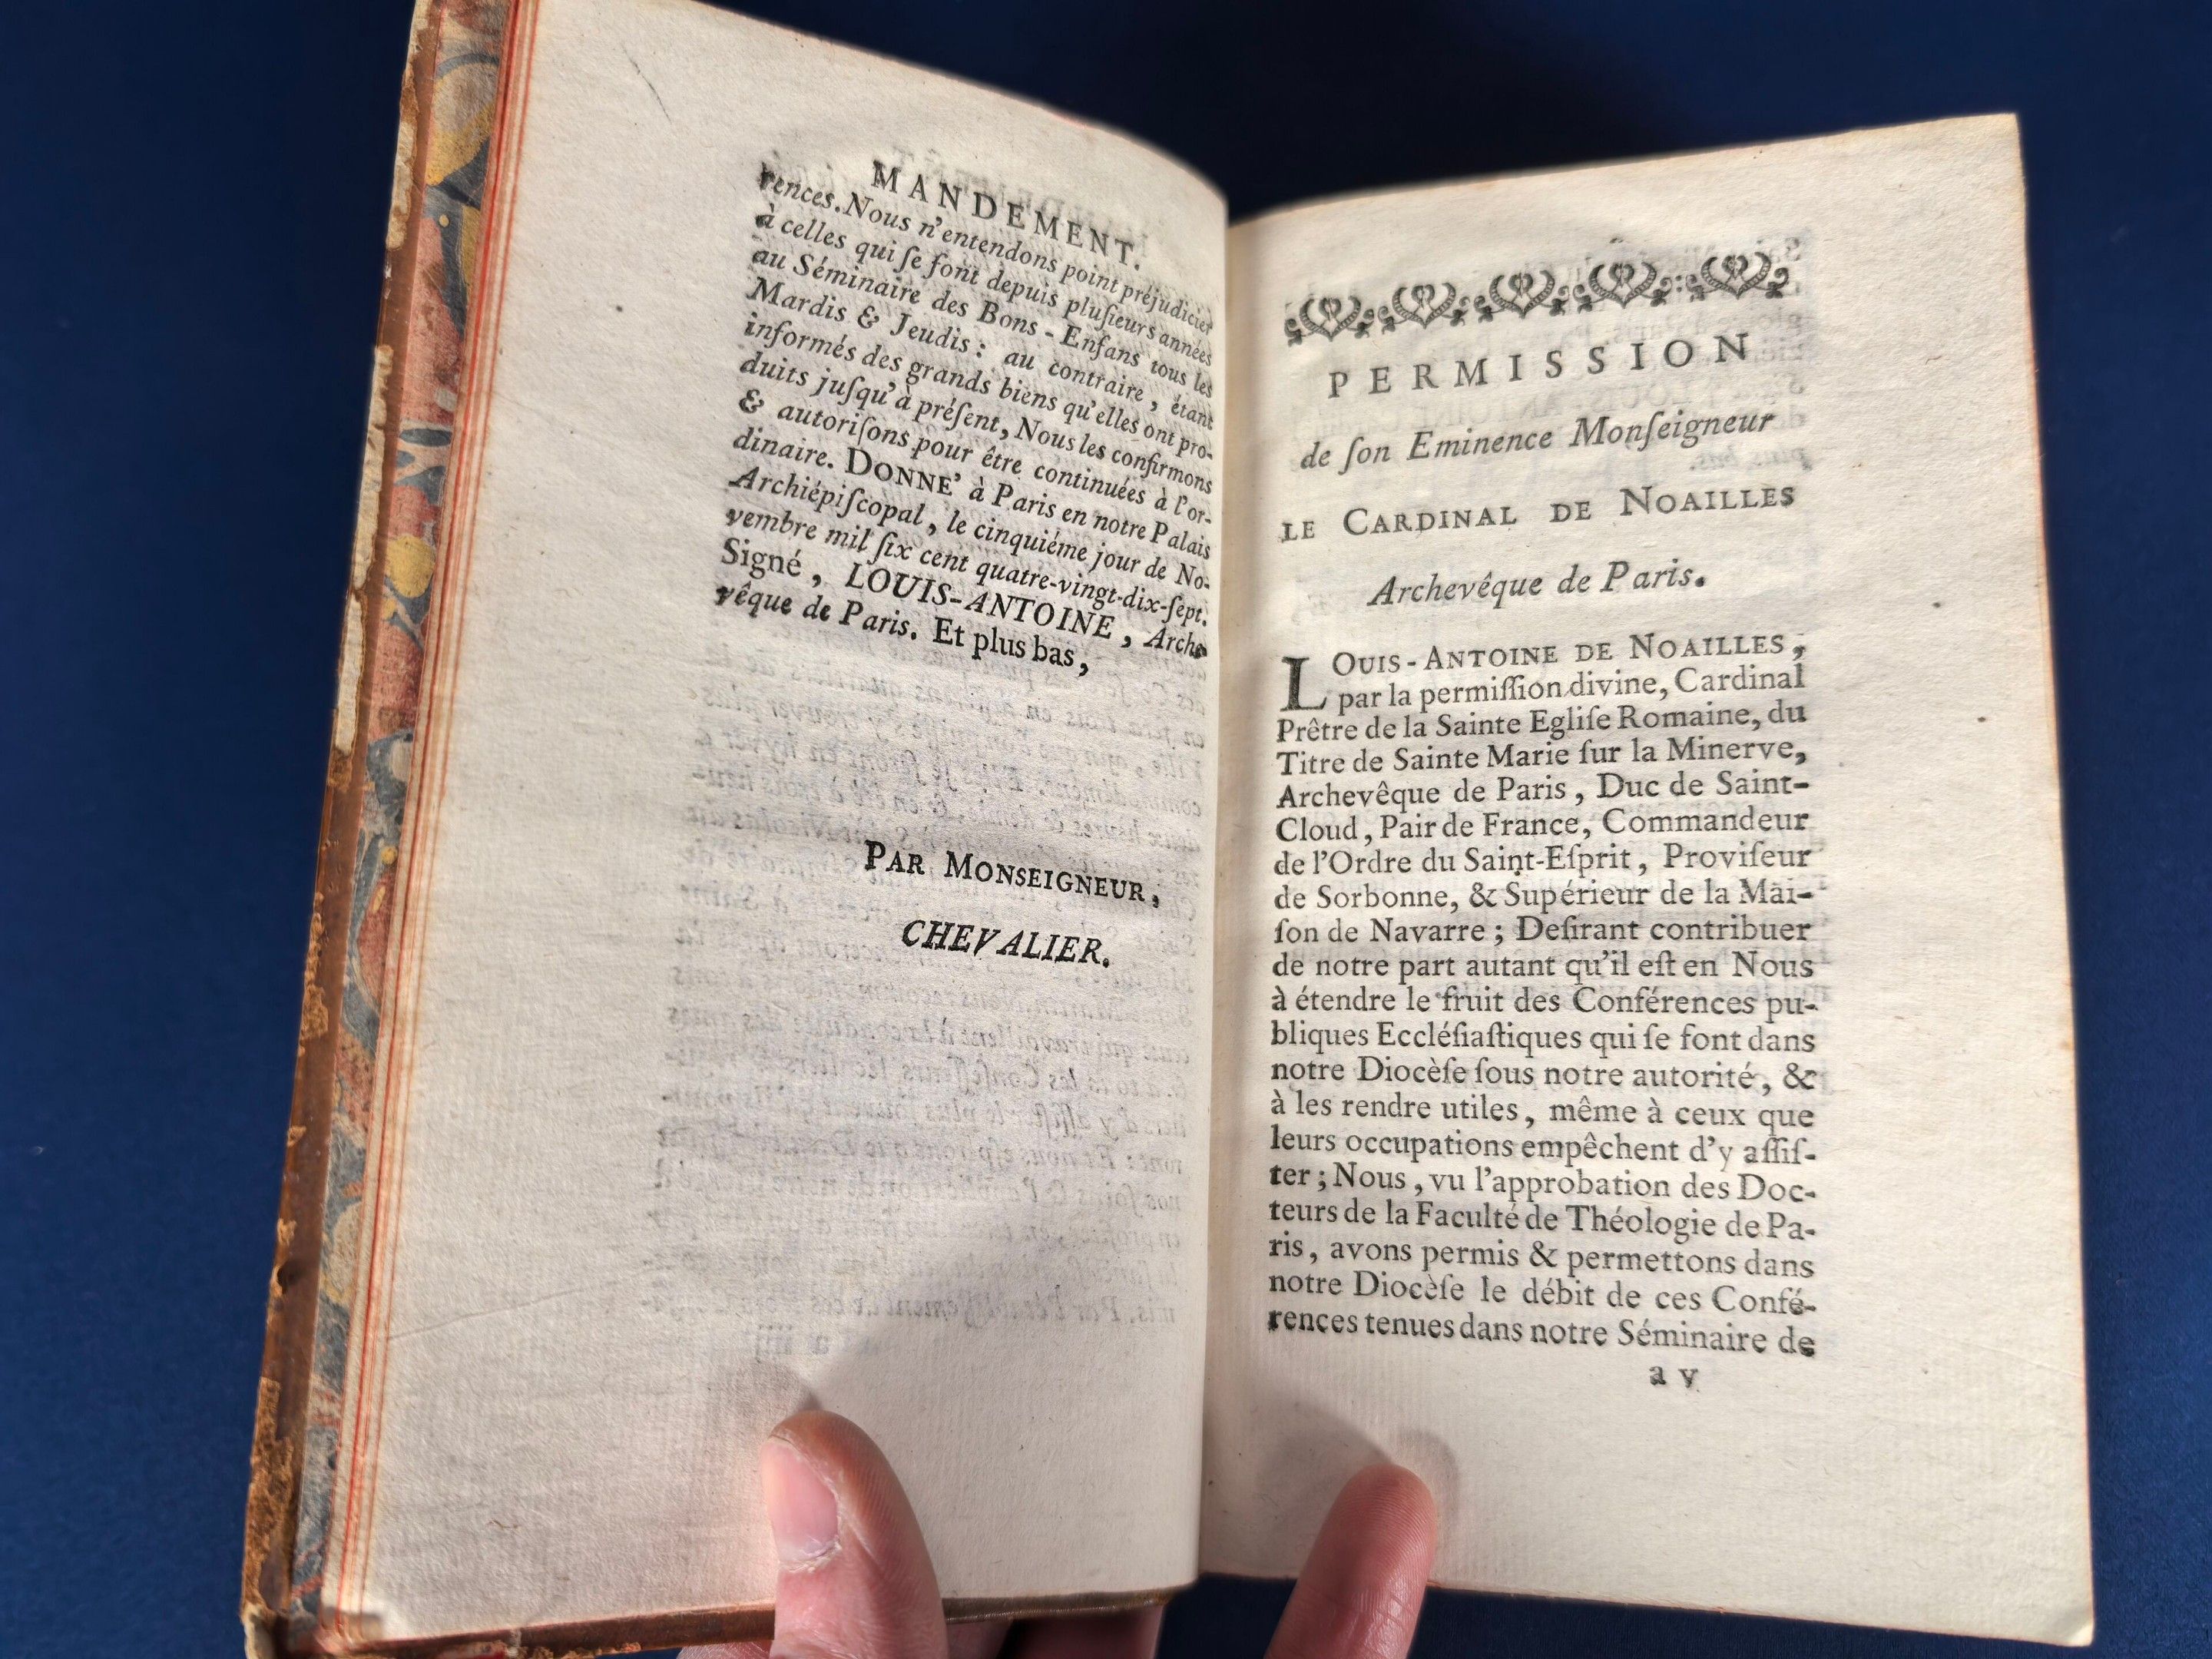 MANDEMENT.
rences. Nous n'entendons point préjudicier
à celles qui ſe font depuis pluſieurs années
au Séminaire des Bons-Enfans tous les
Mardis & Jeudis : au contraire, étant
informés des grands biens qu'elles ont pro-
duits juſqu'à préſent, Nous les confirmons
& autoriſons pour être continuées à l'or-
dinaire. DONNE' à Paris en notre Palais
Archiépiſcopal, le cinquiéme jour de No-
vembre mil ſix cent quatre-vingt-dix-ſept.
Signé, LOUIS-ANTOINE, Arche
vêque de Paris. Et plus bas,
PAR MONSEIGNEUR,
CHEVALIER.
PERMISSION
de ſon Eminence Monſeigneur
LE CARDINAL DE NOAILLES
Archevêque de Paris.
LOUIS-ANTOINE DE NOAILLES,
par la permiſſion divine, Cardinal
Prêtre de la Sainte Egliſe Romaine, du
Titre de Sainte Marie ſur la Minerve,
Archevêque de Paris, Duc de Saint-
Cloud, Pair de France, Commandeur
de l'Ordre du Saint-Eſprit, Proviſeur
de Sorbonne, & Supérieur de la Mai-
ſon de Navarre ; Deſirant contribuer
de notre part autant qu'il eſt en Nous
à étendre le fruit des Conférences pu-
bliques Eccléſiaſtiques qui ſe font dans
notre Diocèſe ſous notre autorité, &
à les rendre utiles, même à ceux que
leurs occupations empêchent d'y aſſiſ-
ter ; Nous, vu l'approbation des Doc-
teurs de la Faculté de Théologie de Pa-
ris, avons permis & permettons dans
notre Diocèſe le débit de ces Confé-
rences tenues dans notre Séminaire de
a v